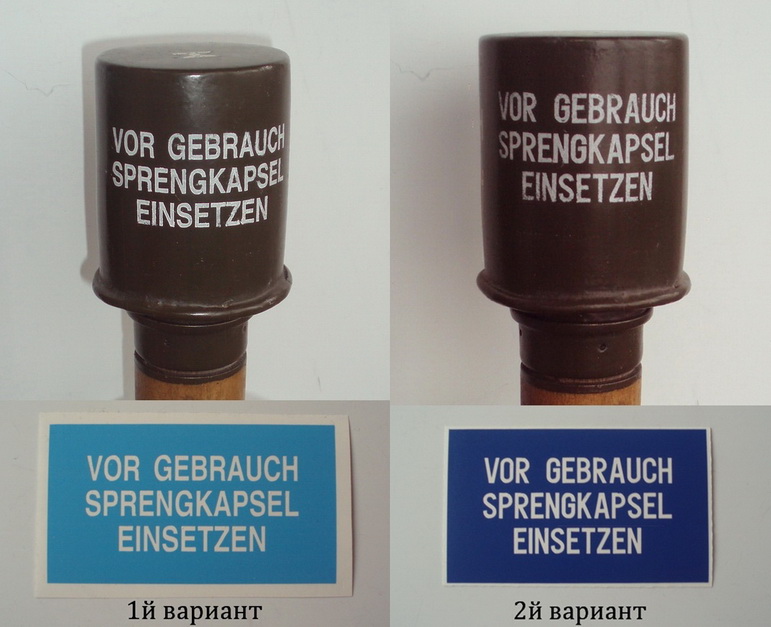 VOR GEBRAUCH
SPRENGKAPSEL
EINSETZEN
VOR GEBRAUCH
SPRENGKAPSEL
EINSETZEN
VOR GEBRAUCH
SPRENGKAPSEL
EINSETZEN
1й вариант
VOR GEBRAUCH
SPRENGKAPSEL
EINSETZEN
2й вариант